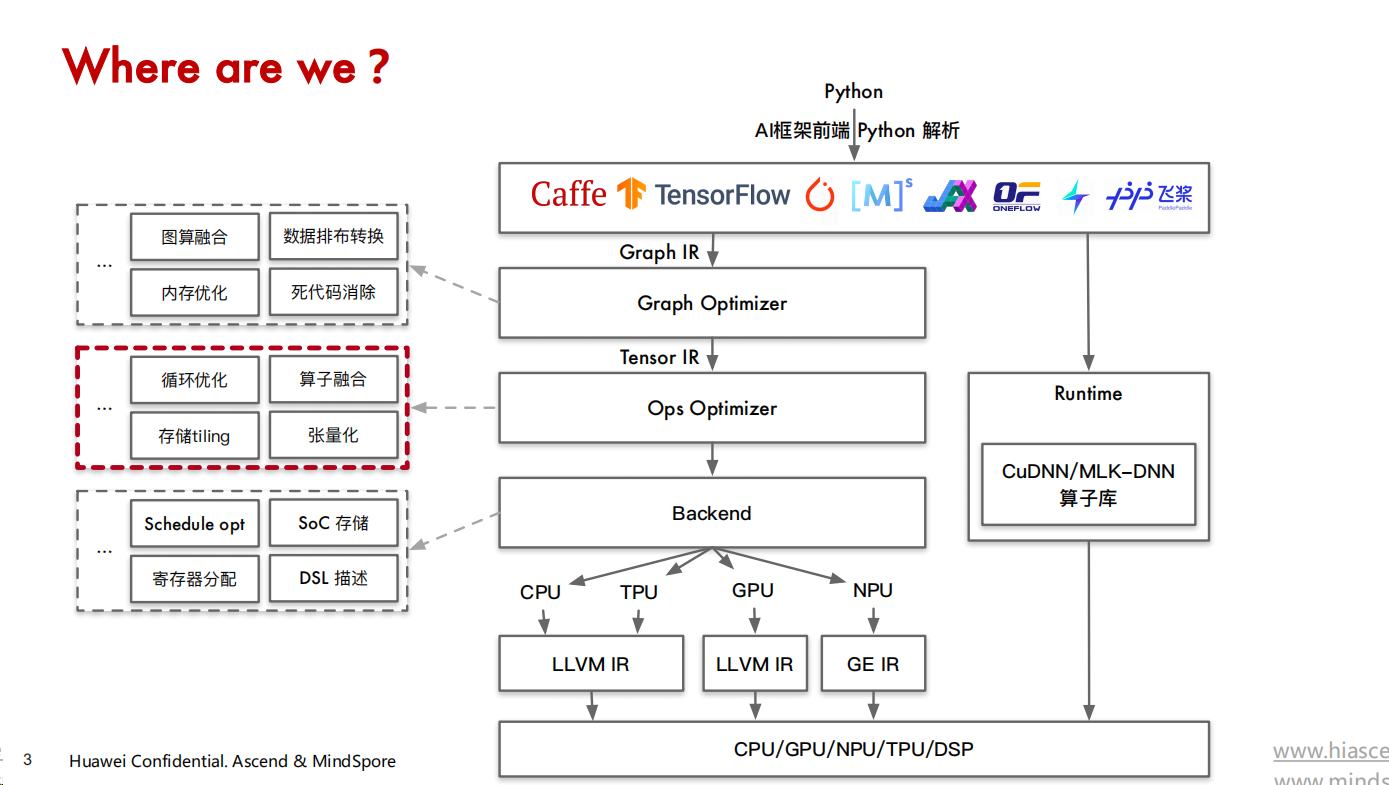 Where are we？
Python
AI框架前端 Python 解析
Caffe
TensorFlow
[M]s
JAX
OF
ONEFLOW
飞桨
PaddlePaddle
Graph IR
Graph Optimizer
Tensor IR
Ops Optimizer
Backend
CPU
TPU
GPU
NPU
LLVM IR
LLVM IR
GE IR
CPU/GPU/NPU/TPU/DSP
Runtime
CuDNN/MLK-DNN
算子库
...
图算融合
数据排布转换
内存优化
死代码消除
...
循环优化
算子融合
存储tiling
张量化
...
Schedule opt
SoC 存储
寄存器分配
DSL 描述
3
Huawei Confidential. Ascend & MindSpore
www.hiasce
www.minds